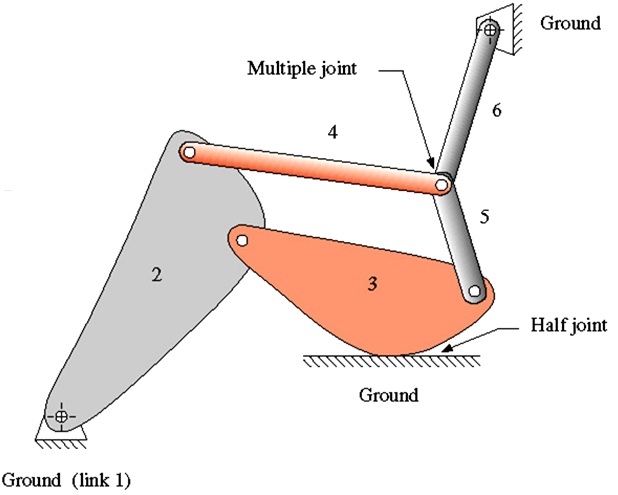 Ground
Multiple joint
6
4
5
2
3
Half joint
Ground
Ground (link 1)